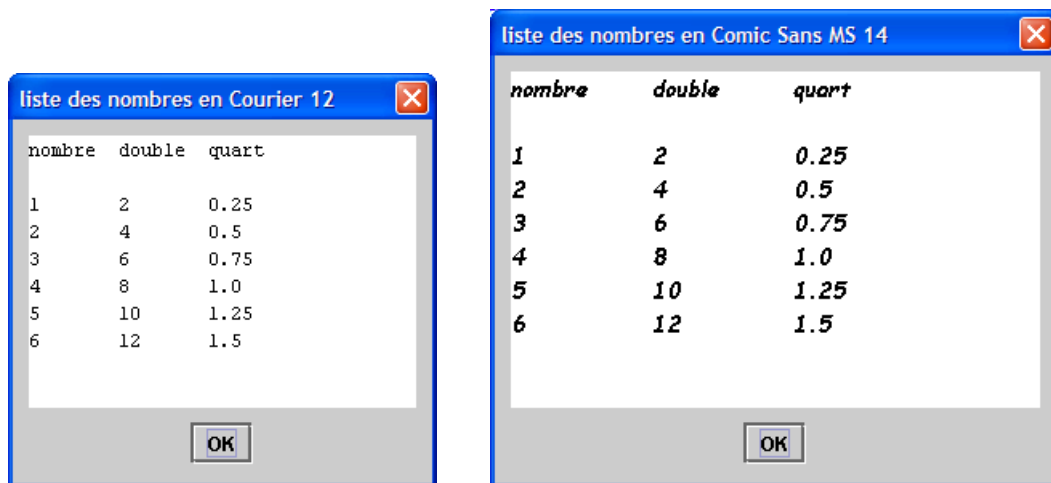 liste des nombres en Courier 12
nombre double quart
1 2 0.25
2 4 0.5
3 6 0.75
4 8 1.0
5 10 1.25
6 12 1.5
OK
liste des nombres en Comic Sans MS 14
nombre double quart
1 2 0.25
2 4 0.5
3 6 0.75
4 8 1.0
5 10 1.25
6 12 1.5
OK